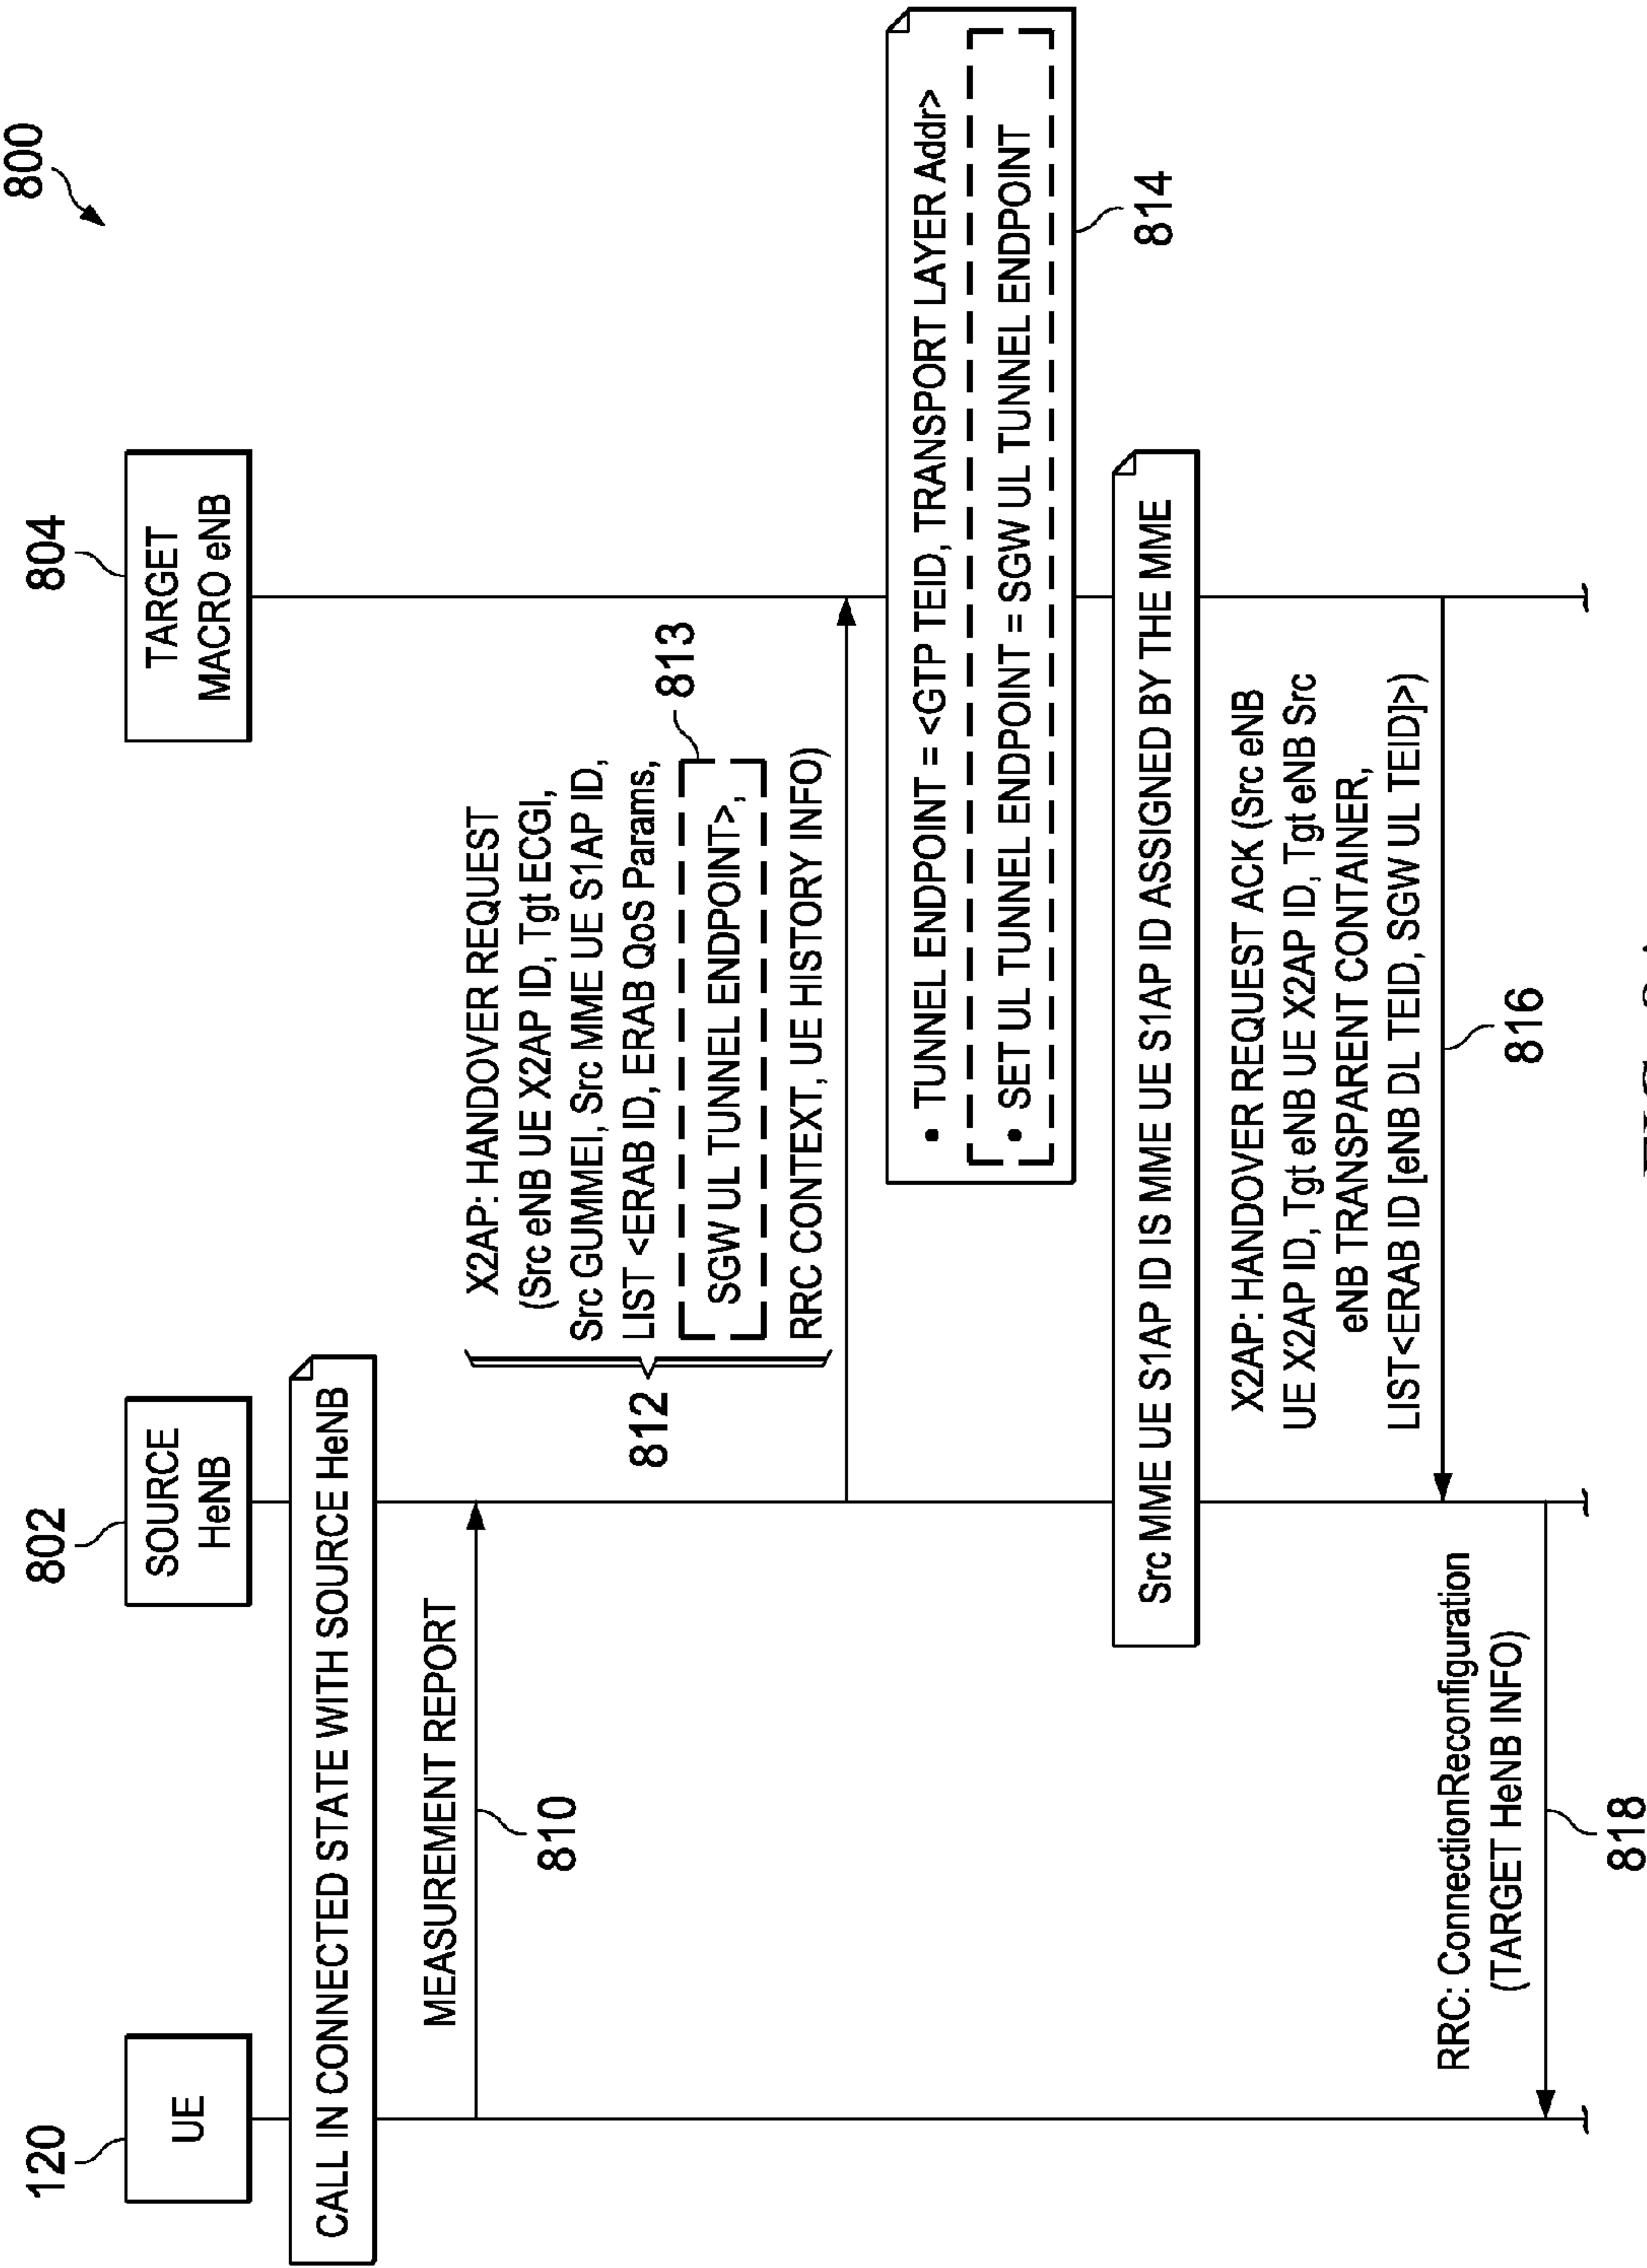 800
120
UE
802
SOURCE
HeNB
804
TARGET
MACRO eNB
CALL IN CONNECTED STATE WITH SOURCE HeNB
MEASUREMENT REPORT
810
X2AP: HANDOVER REQUEST
(Src eNB UE X2AP ID, Tgt ECGI,
Src GUMMEI, Src MME UE S1AP ID,
LIST <ERAB ID, ERAB QoS Params,
SGW UL TUNNEL ENDPOINT>,
RRC CONTEXT, UE HISTORY INFO)
812
813
• TUNNEL ENDPOINT = <GTP TEID, TRANSPORT LAYER Addr>
• SET UL TUNNEL ENDPOINT = SGW UL TUNNEL ENDPOINT
814
Src MME UE S1AP ID IS MME UE S1AP ID ASSIGNED BY THE MME
X2AP: HANDOVER REQUEST ACK (Src eNB
UE X2AP ID, Tgt eNB UE X2AP ID, Tgt eNB Src
eNB TRANSPARENT CONTAINER,
LIST<ERAB ID [eNB DL TEID, SGW UL TEID]>)
816
RRC: ConnectionReconfiguration
(TARGET HeNB INFO)
818